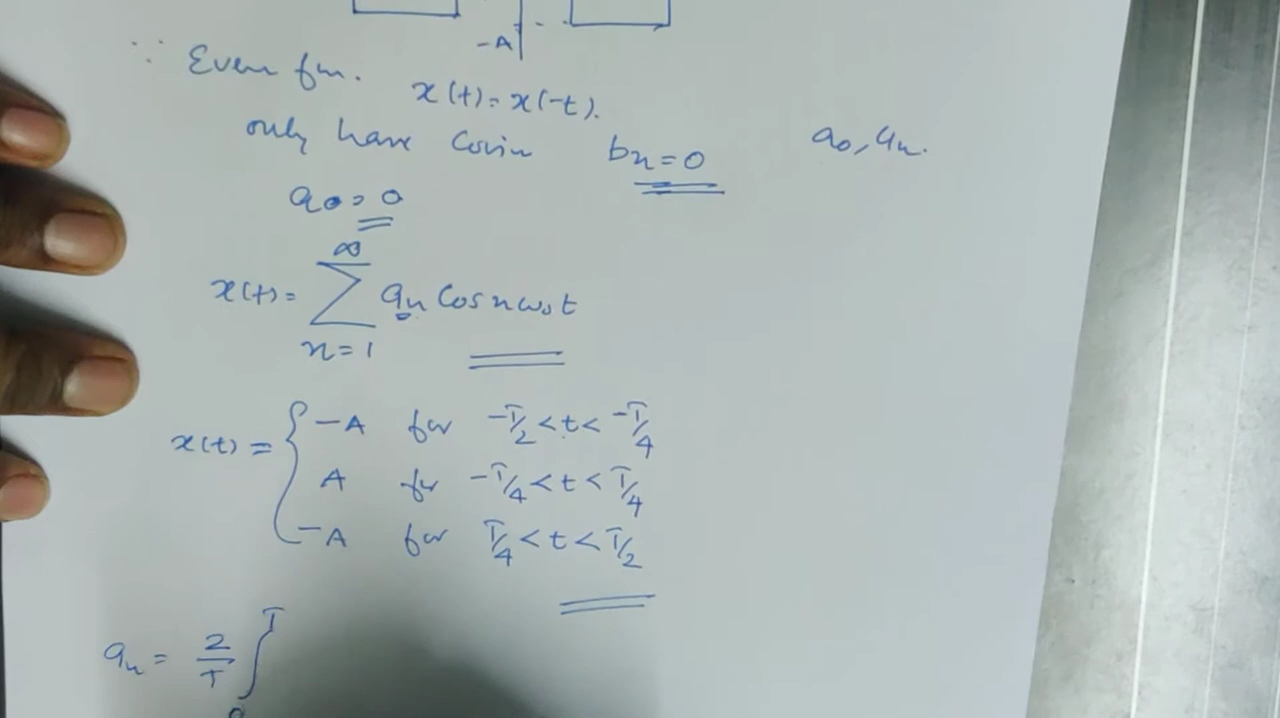 -A
∵ Even fn.
x(t) = x(-t).
only have Cosin bn=0 a0, an.
a0 = 0
x(t) = ∞ ∑ n=1 an Cos nω0t
x(t) = { -A for -T/2 < t < -T/4
A for -T/4 < t < T/4
-A for T/4 < t < T/2
an = 2/T ∫ T 0